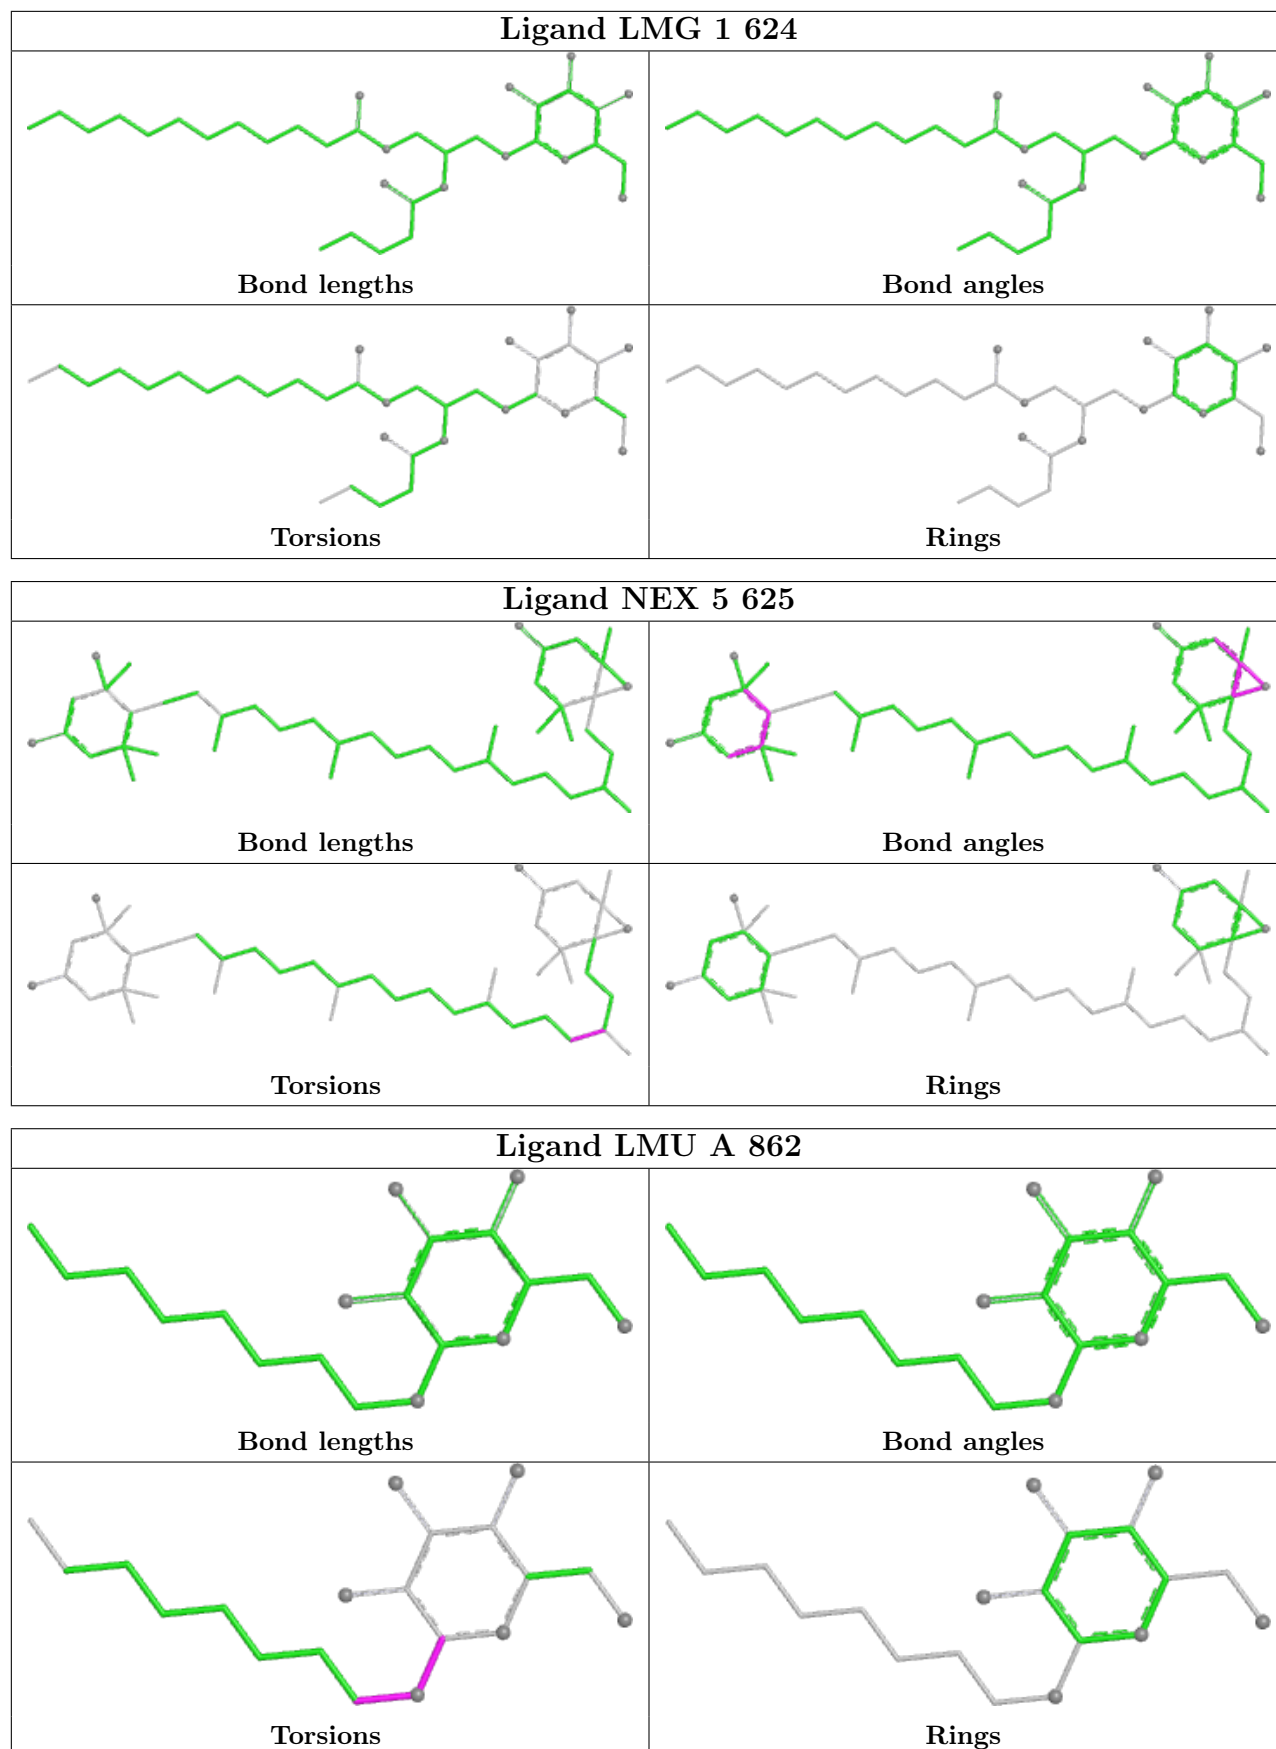 Ligand LMG 1 624
Bond lengths
Bond angles
Torsions
Rings
Ligand NEX 5 625
Bond lengths
Bond angles
Torsions
Rings
Ligand LMU A 862
Bond lengths
Bond angles
Torsions
Rings